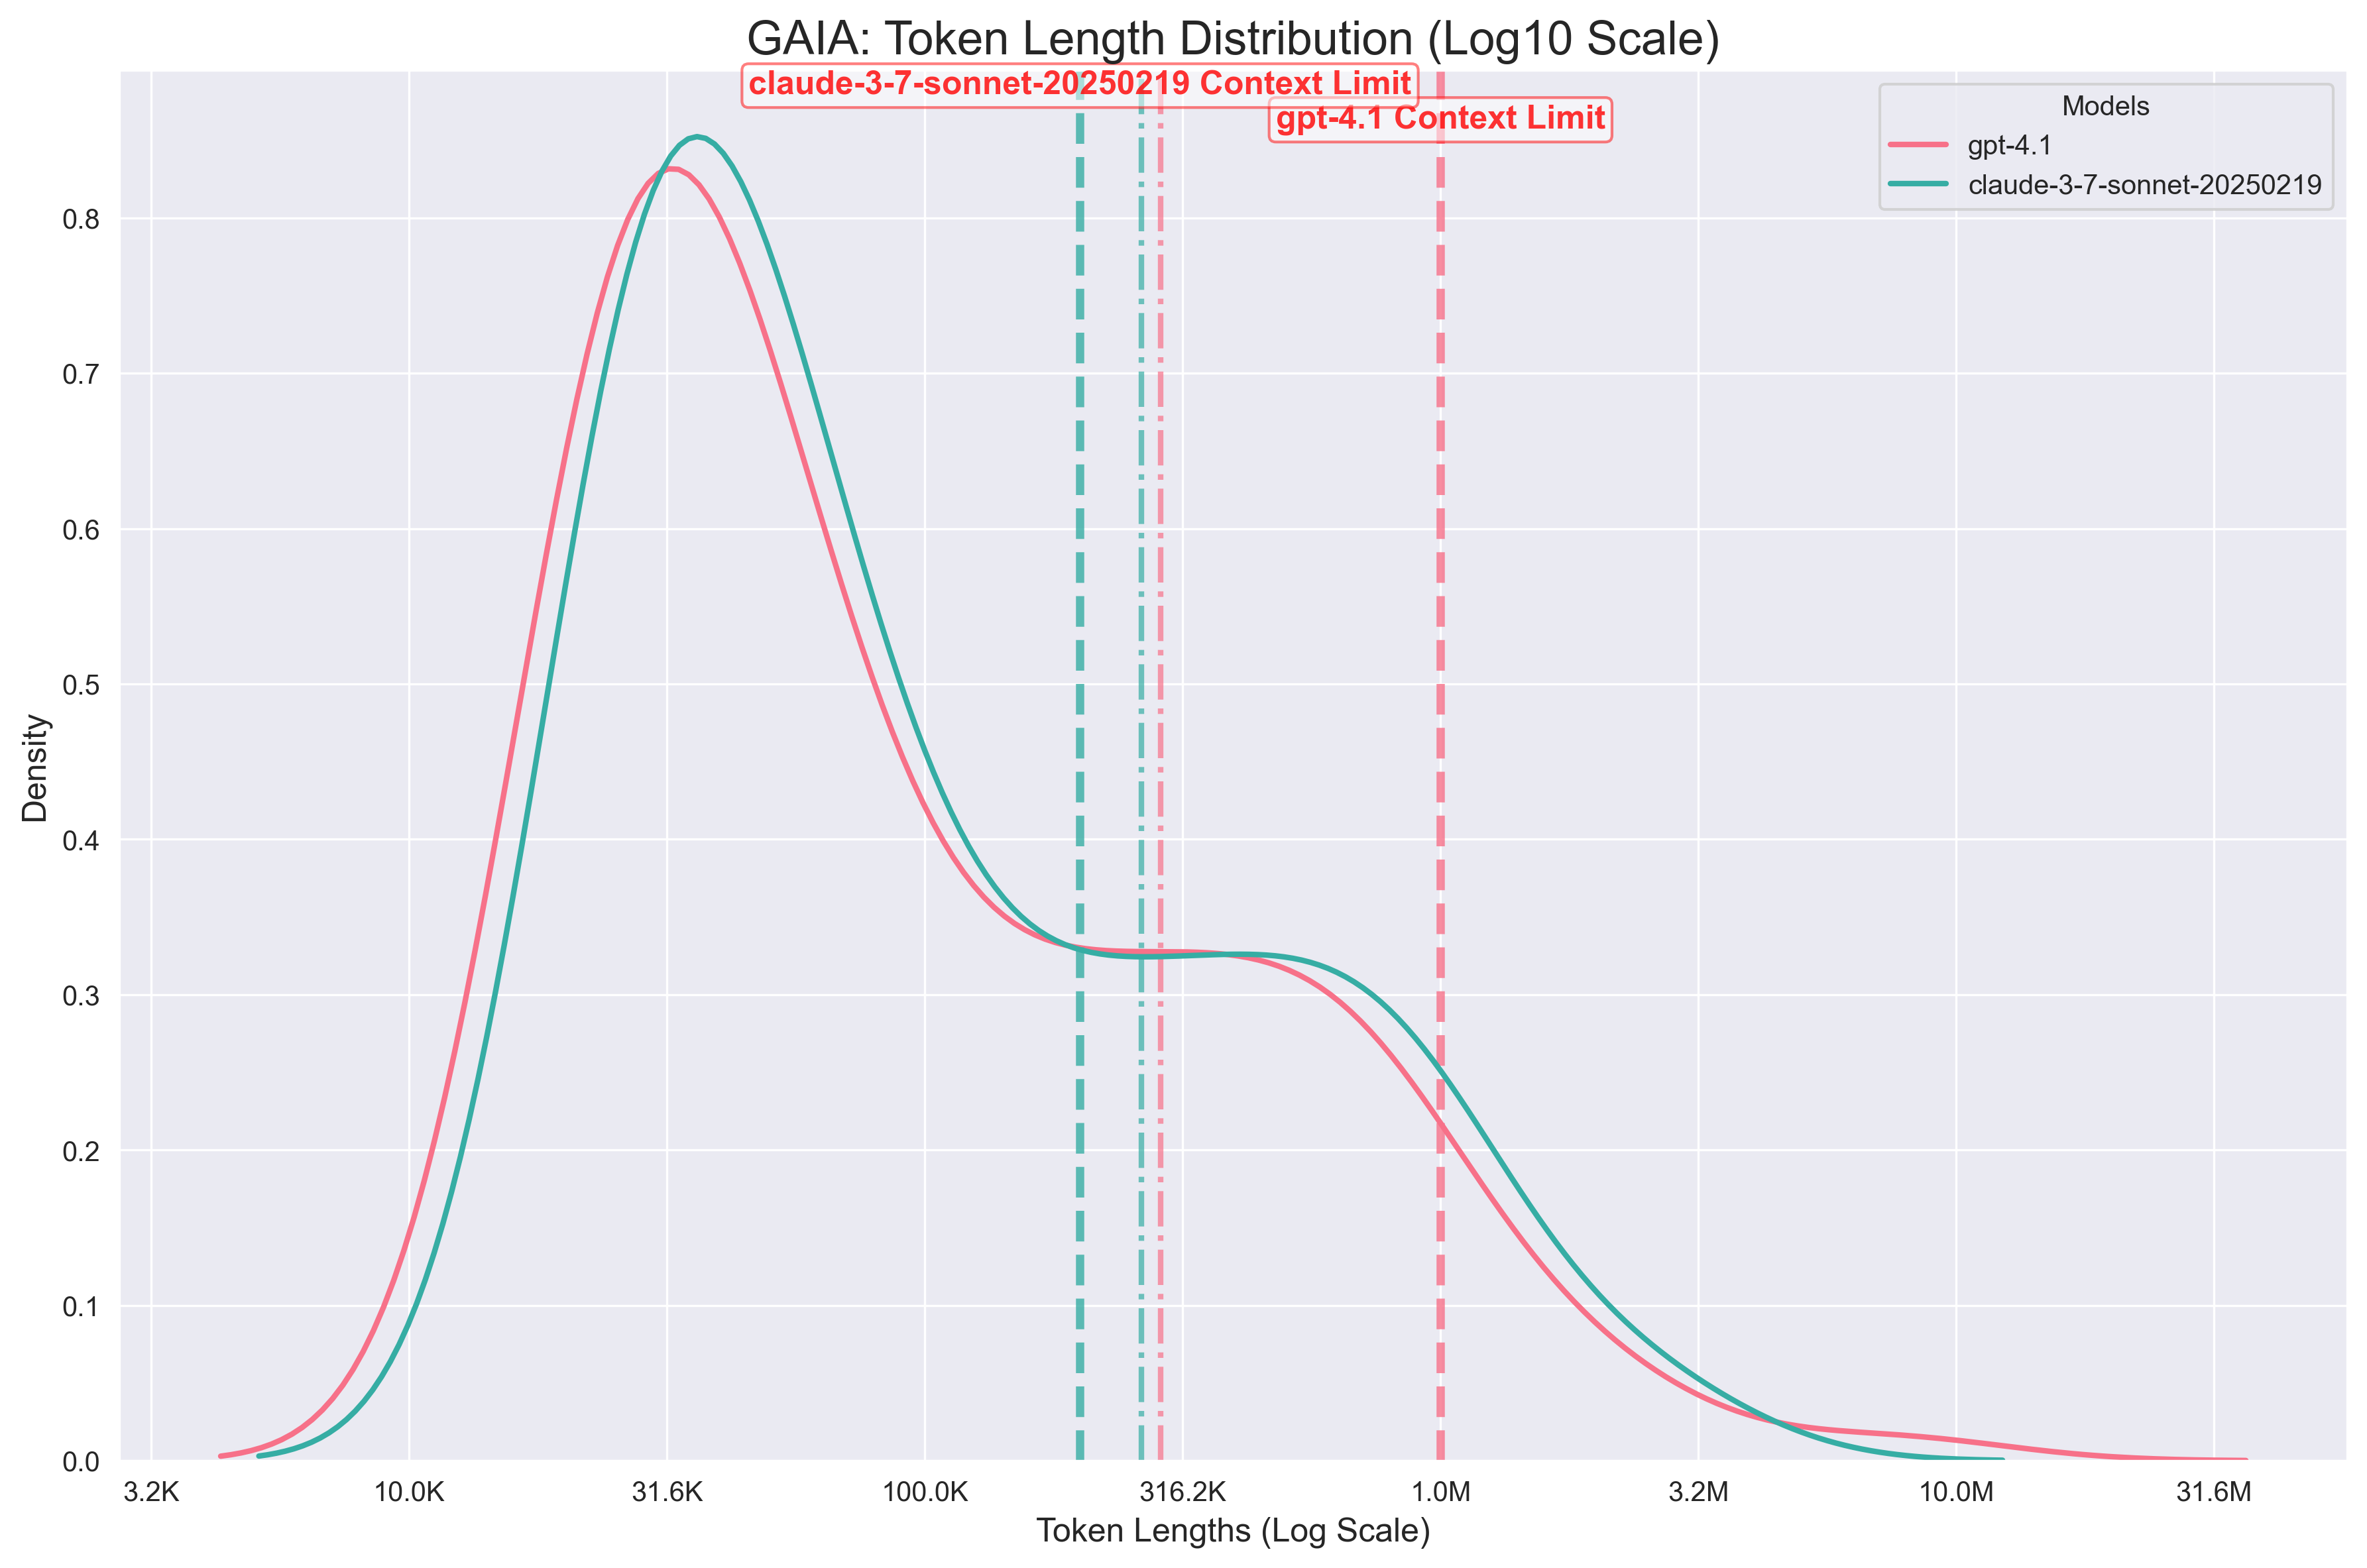 GAIA: Token Length Distribution (Log10 Scale)
claude-3-7-sonnet-20250219 Context Limit
gpt-4.1 Context Limit
Models
gpt-4.1
claude-3-7-sonnet-20250219
Density
0.8
0.7
0.6
0.5
0.4
0.3
0.2
0.1
0.0
3.2K 10.0K 31.6K 100.0K 316.2K 1.0M 3.2M 10.0M 31.6M
Token Lengths (Log Scale)